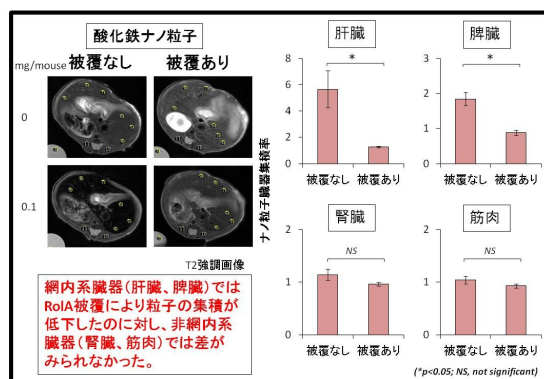 酸化鉄ナノ粒子
mg/mouse
被覆なし 被覆あり
0
0.1
T2強調画像
網内系臓器(肝臓、脾臓)では
RolA被覆により粒子の集積が
低下したのに対し、非網内系
臓器(腎臓、筋肉)では差が
みられなかった。
ナノ粒子臓器集積率
肝臓
8
6
4
2
0
*
被覆なし 被覆あり
脾臓
3
2
1
0
*
被覆なし 被覆あり
腎臓
2
1
0
NS
被覆なし 被覆あり
筋肉
2
1
0
NS
被覆なし 被覆あり
(*p<0.05; NS, not significant)